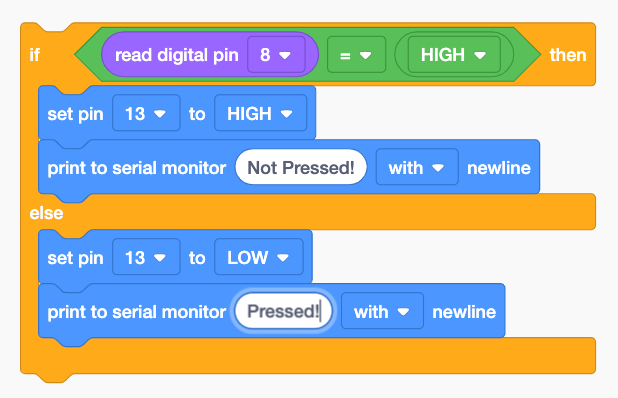 if read digital pin 8 = HIGH then
set pin 13 to HIGH
print to serial monitor Not Pressed! with newline
else
set pin 13 to LOW
print to serial monitor Pressed! with newline